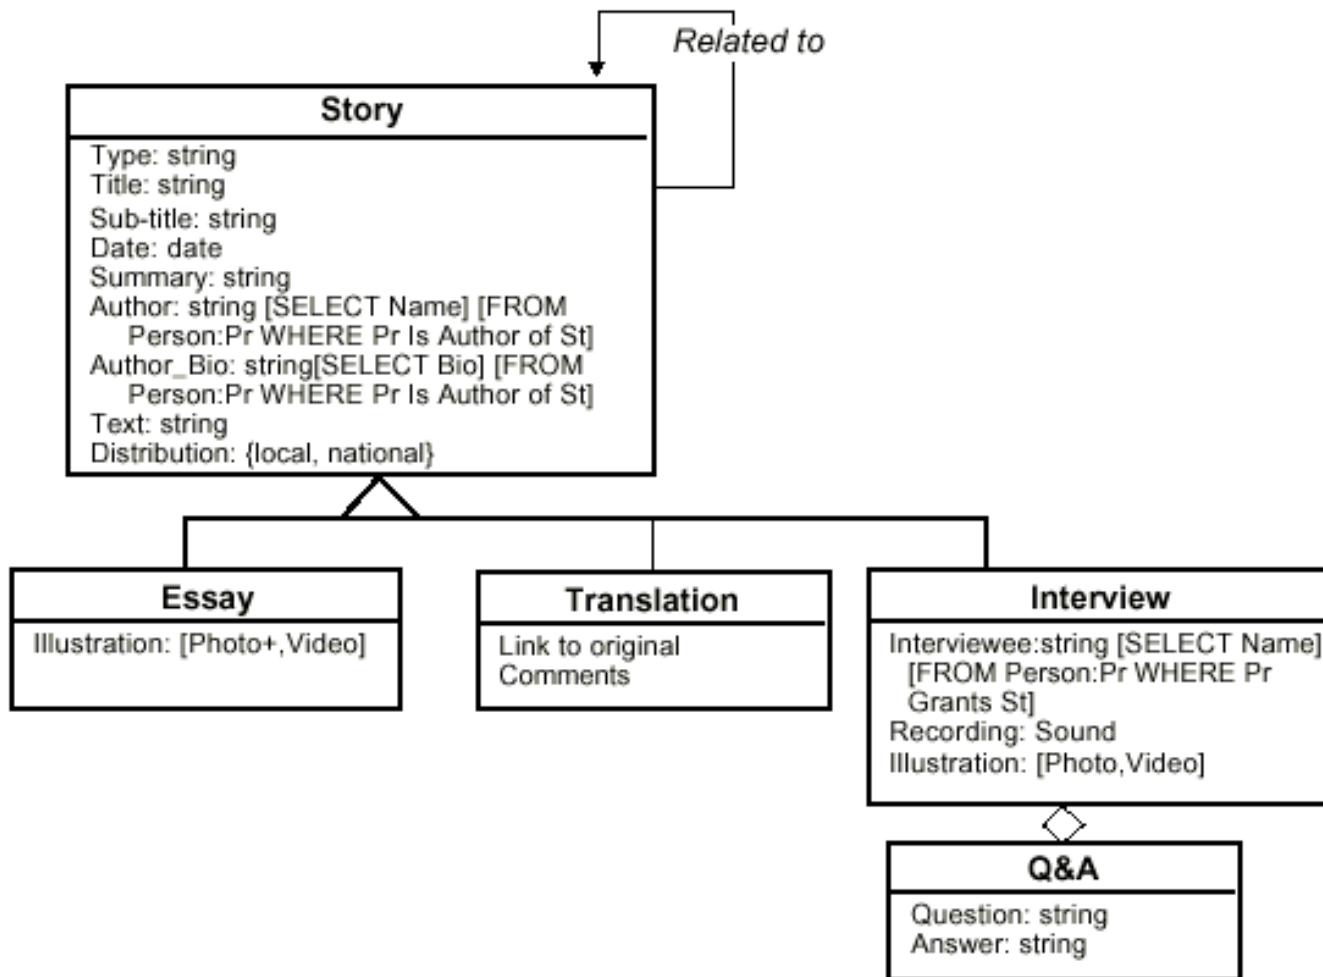 Related to
Story
Type: string
Title: string
Sub-title: string
Date: date
Summary: string
Author: string [SELECT Name] [FROM
Person:Pr WHERE Pr Is Author of St]
Author_Bio: string[SELECT Bio] [FROM
Person:Pr WHERE Pr Is Author of St]
Text: string
Distribution: {local, national}
Essay
Illustration: [Photo+,Video]
Translation
Link to original
Comments
Interview
Interviewee:string [SELECT Name]
[FROM Person:Pr WHERE Pr
Grants St]
Recording: Sound
Illustration: [Photo,Video]
Q&A
Question: string
Answer: string